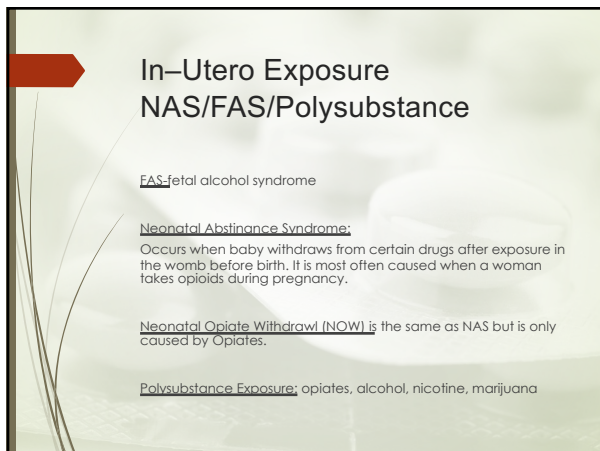 In–Utero Exposure
NAS/FAS/Polysubstance
FAS-fetal alcohol syndrome
Neonatal Abstinance Syndrome:
Occurs when baby withdraws from certain drugs after exposure in
the womb before birth. It is most often caused when a woman
takes opioids during pregnancy.
Neonatal Opiate Withdrawl (NOW) is the same as NAS but is only
caused by Opiates.
Polysubstance Exposure: opiates, alcohol, nicotine, marijuana